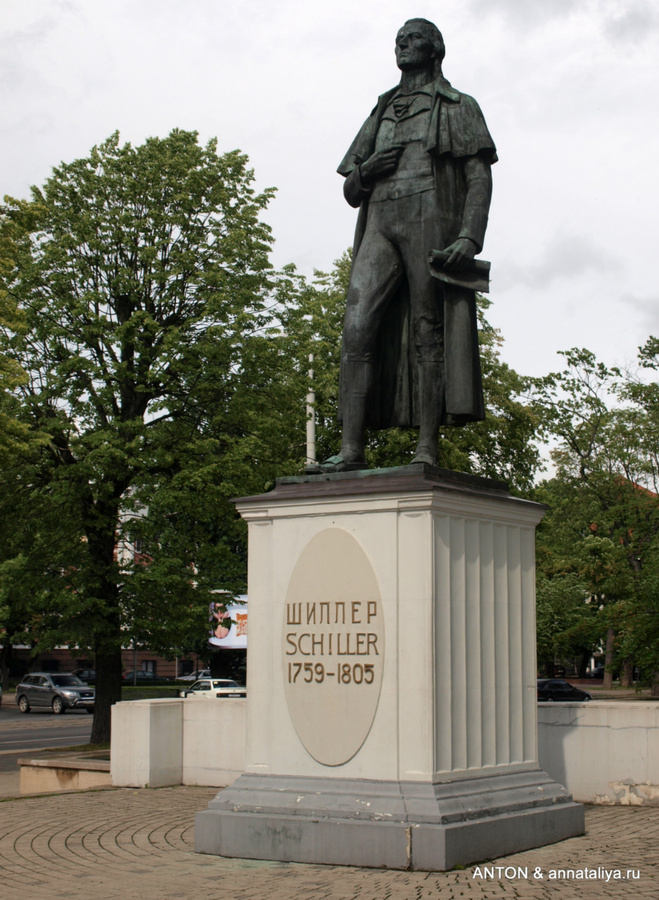 ШИЛЛЕР
SCHILLER
1759-1805
ANTON & annataliya.ru